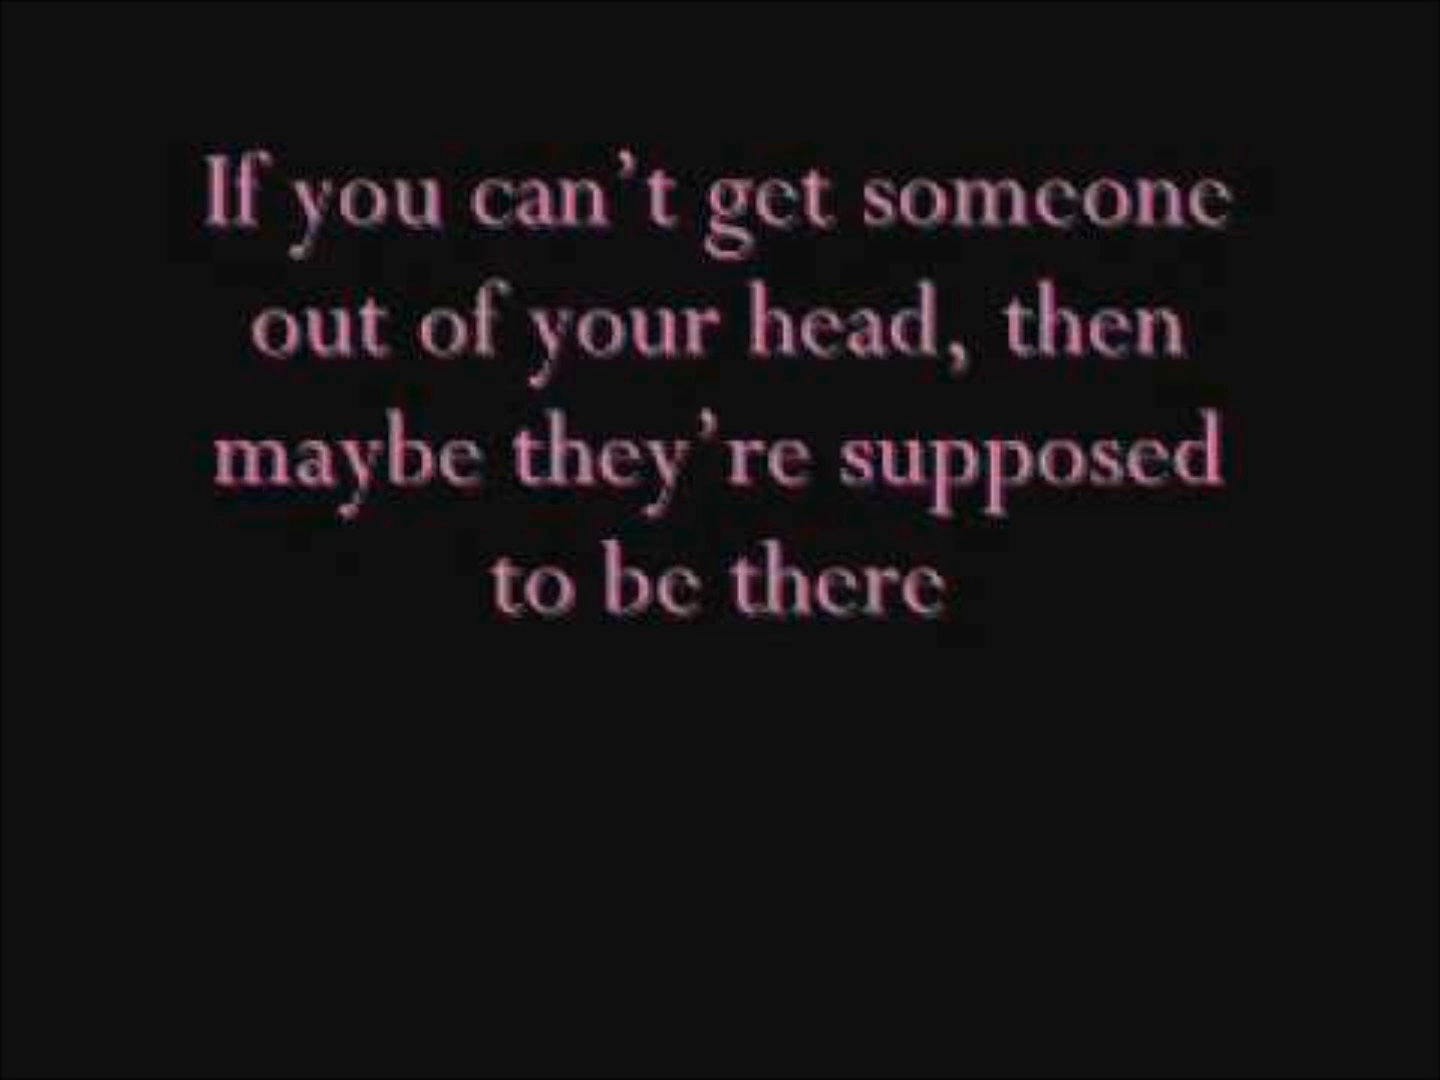 If you can’t get someone
out of your head, then
maybe they’re supposed
to be there